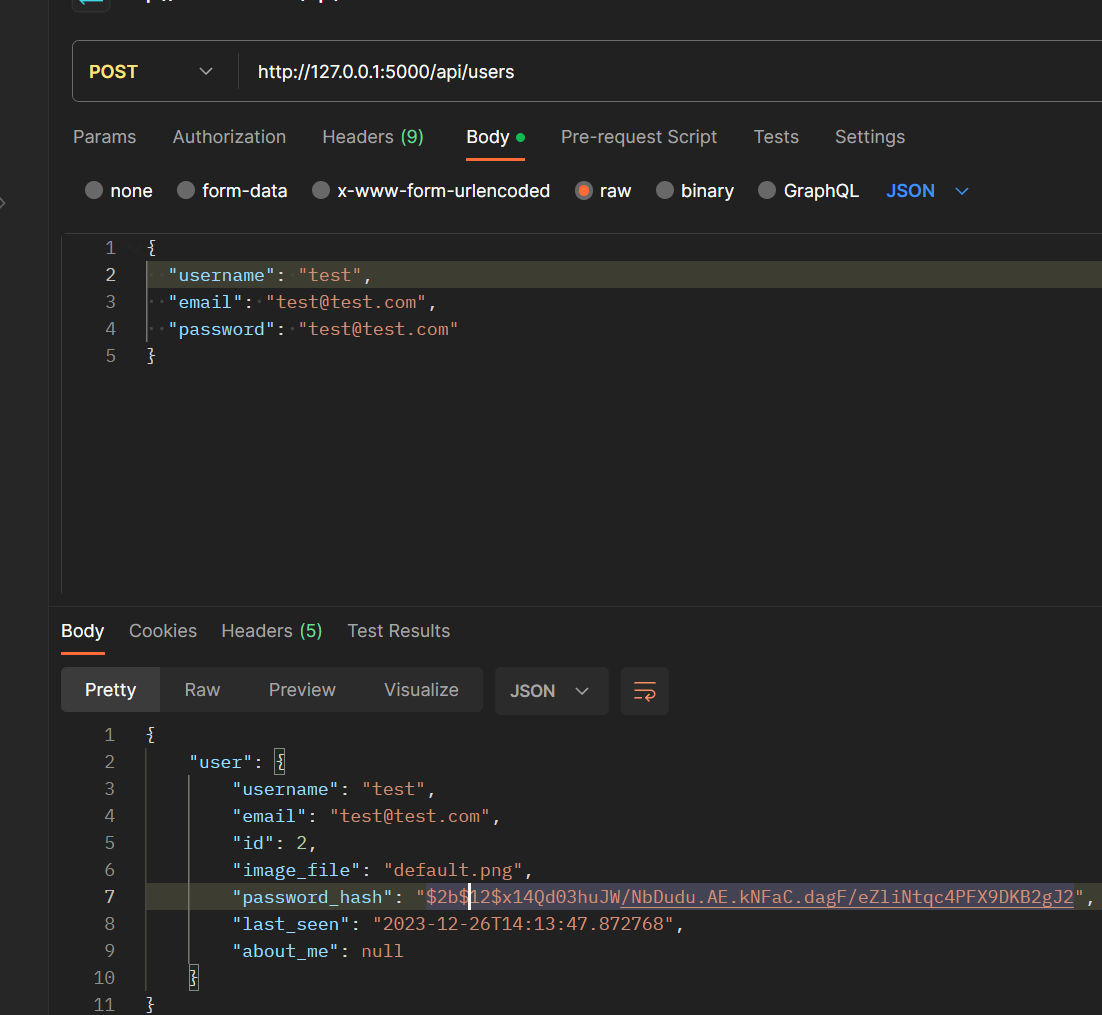 POST http://127.0.0.1:5000/api/users
Params Authorization Headers (9) Body Pre-request Script Tests Settings
none form-data x-www-form-urlencoded raw binary GraphQL JSON
1 {
2 "username": "test",
3 "email": "test@test.com",
4 "password": "test@test.com"
5 }
Body Cookies Headers (5) Test Results
Pretty Raw Preview Visualize JSON
1 {
2 "user": {
3 "username": "test",
4 "email": "test@test.com",
5 "id": 2,
6 "image_file": "default.png",
7 "password_hash": "$2b$12$x14Qd03huJW/NbDudu.AE.kNFaC.dagF/eZliNtqc4PFX9DKB2gJ2",
8 "last_seen": "2023-12-26T14:13:47.872768",
9 "about_me": null
10 }
11 }